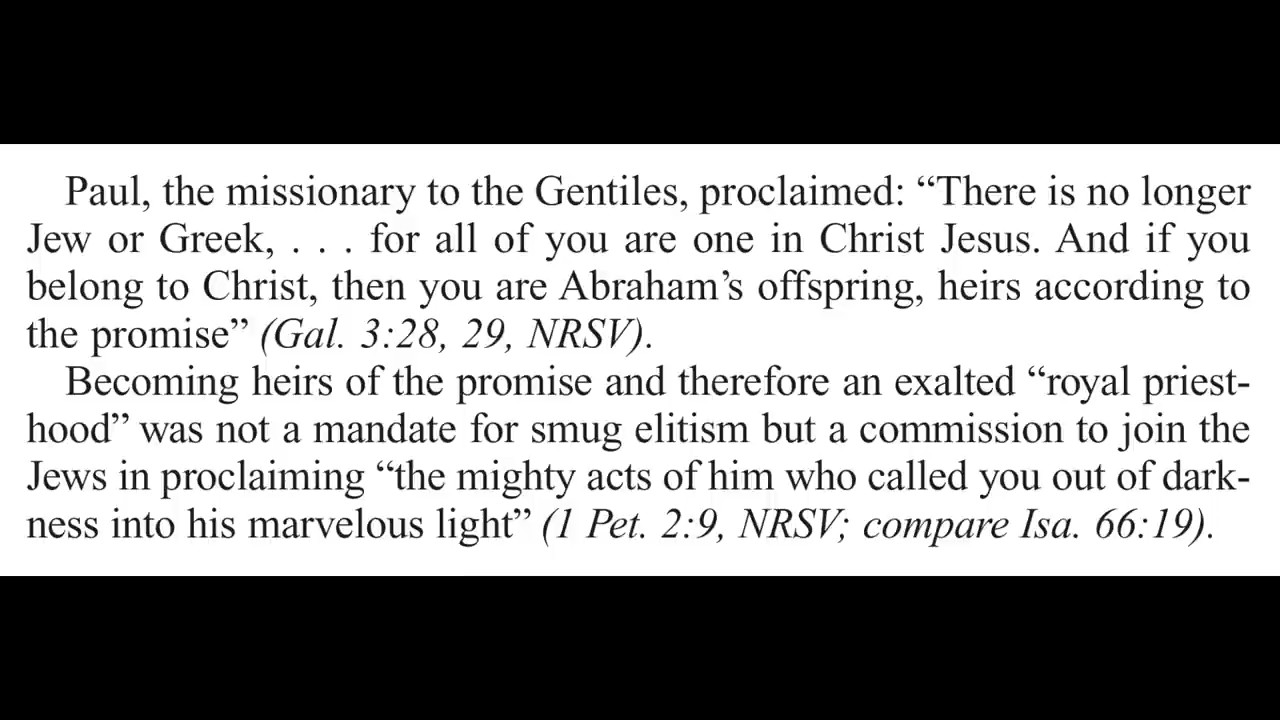 Paul, the missionary to the Gentiles, proclaimed: “There is no longer
Jew or Greek, . . . for all of you are one in Christ Jesus. And if you
belong to Christ, then you are Abraham’s offspring, heirs according to
the promise” (Gal. 3:28, 29, NRSV).
Becoming heirs of the promise and therefore an exalted “royal priest-
hood” was not a mandate for smug elitism but a commission to join the
Jews in proclaiming “the mighty acts of him who called you out of dark-
ness into his marvelous light” (1 Pet. 2:9, NRSV; compare Isa. 66:19).